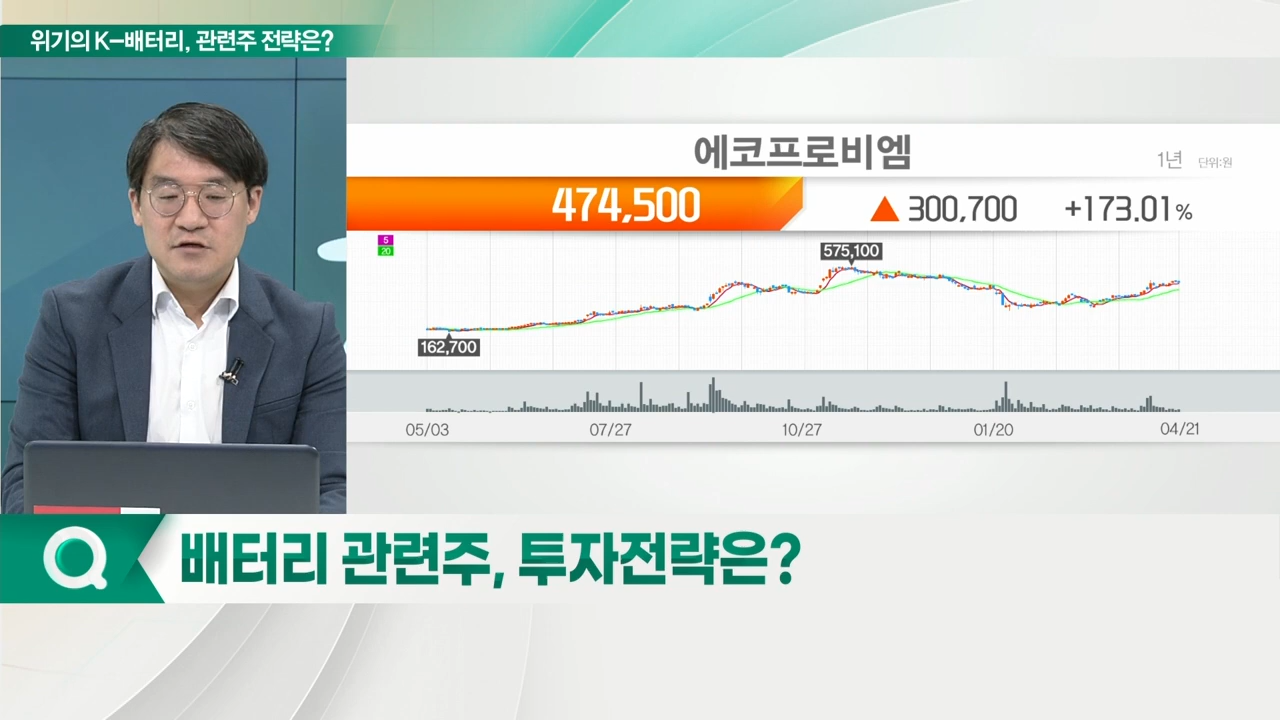 위기의 K-배터리, 관련주 전략은?
에코프로비엠
1년 단위:원
474,500
▲ 300,700 +173.01%
5
20
575,100
162,700
05/03 07/27 10/27 01/20 04/21
Q
배터리 관련주, 투자전략은?